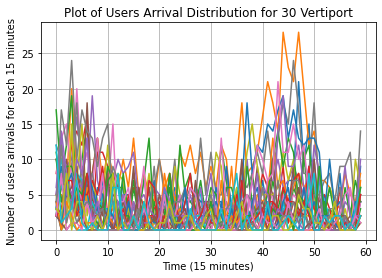 Plot of Users Arrival Distribution for 30 Vertiport
Number of users arrivals for each 15 minutes
25
20
15
10
5
0
0 10 20 30 40 50 60
Time (15 minutes)